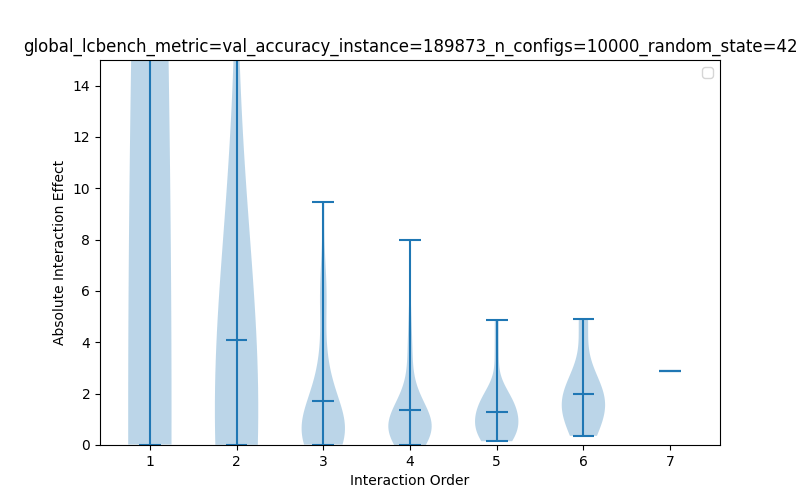 global_lcbench_metric=val_accuracy_instance=189873_n_configs=10000_random_state=42
14
12
10
8
6
4
2
0
Absolute Interaction Effect
1 2 3 4 5 6 7
Interaction Order